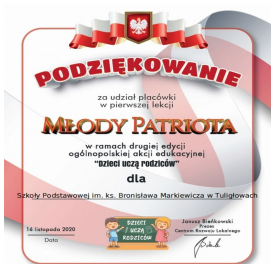 PODZIĘKOWANIE
za udział placówki
w pierwszej lekcji
MŁODY PATRIOTA
w ramach drugiej edycji
ogólnopolskiej akcji edukacyjnej
"DZIECI UCZĄ RODZICÓW"
dla
Szkoły Podstawowej im. ks. Bronisława Markiewicza w Tuligłowach
16 listopada 2020
Data
DZIECI
UCZĄ
RODZICÓW
Janusz Bieńkowski
Prezes
Centrum Rozwoju Lokalnego